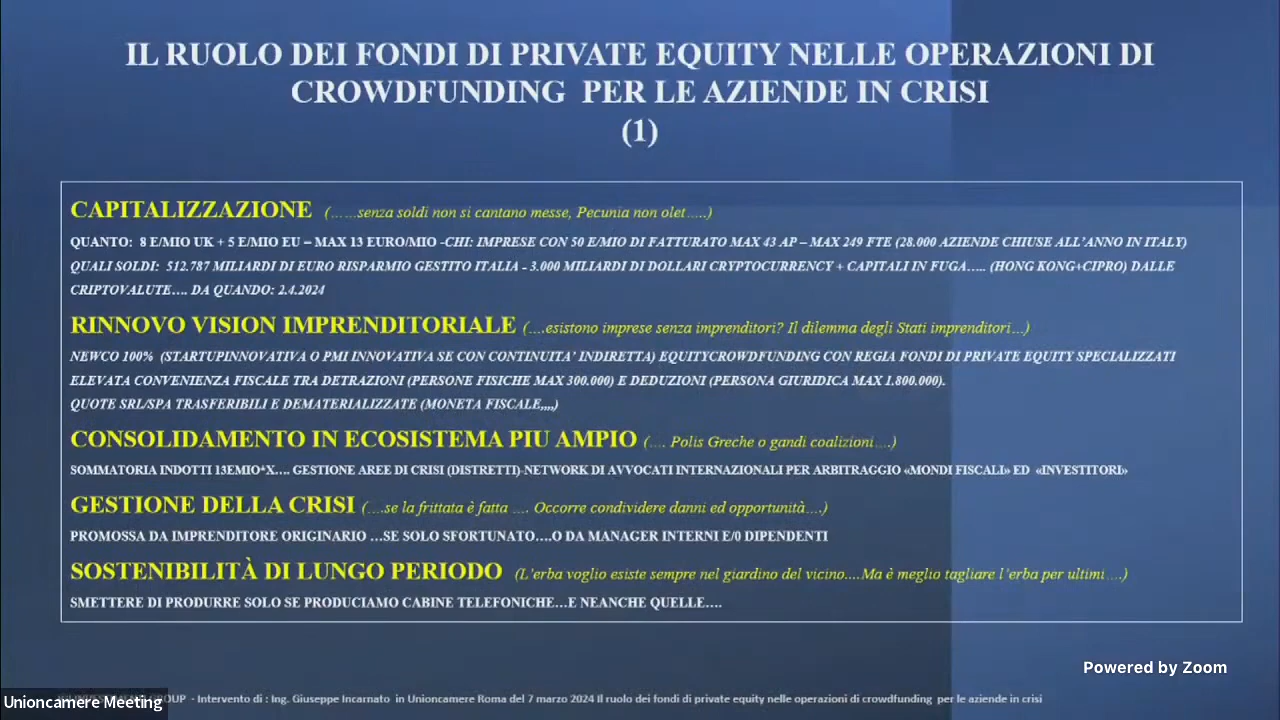 IL RUOLO DEI FONDI DI PRIVATE EQUITY NELLE OPERAZIONI DI
CROWDFUNDING PER LE AZIENDE IN CRISI
(1)
CAPITALIZZAZIONE (……senza soldi non si cantano messe, Pecunia non olet…..)
QUANTO: 8 E/MIO UK + 5 E/MIO EU – MAX 13 EURO/MIO -CHI: IMPRESE CON 50 E/MIO DI FATTURATO MAX 43 AP – MAX 249 FTE (28.000 AZIENDE CHIUSE ALL'ANNO IN ITALY)
QUALI SOLDI: 512.787 MILIARDI DI EURO RISPARMIO GESTITO ITALIA - 3.000 MILIARDI DI DOLLARI CRYPTOCURRENCY + CAPITALI IN FUGA….. (HONG KONG+CIPRO) DALLE
CRIPTOVALUTE…. DA QUANDO: 2.4.2024
RINNOVO VISION IMPRENDITORIALE (….esistono imprese senza imprenditori? Il dilemma degli Stati imprenditori…)
NEWCO 100% (STARTUPINNOVATIVA O PMI INNOVATIVA SE CON CONTINUITA' INDIRETTA) EQUITYCROWDFUNDING CON REGIA FONDI DI PRIVATE EQUITY SPECIALIZZATI
ELEVATA CONVENIENZA FISCALE TRA DETRAZIONI (PERSONE FISICHE MAX 300.000) E DEDUZIONI (PERSONA GIURIDICA MAX 1.800.000).
QUOTE SRL/SPA TRASFERIBILI E DEMATERIALIZZATE (MONETA FISCALE,,,,)
CONSOLIDAMENTO IN ECOSISTEMA PIU AMPIO (…. Polis Greche o gandi coalizioni….)
SOMMATORIA INDOTTI 13EMIO*X…. GESTIONE AREE DI CRISI (DISTRETTI)-NETWORK DI AVVOCATI INTERNAZIONALI PER ARBITRAGGIO «MONDI FISCALI» ED «INVESTITORI»
GESTIONE DELLA CRISI (….se la frittata è fatta …. Occorre condividere danni ed opportunità….)
PROMOSSA DA IMPRENDITORE ORIGINARIO …SE SOLO SFORTUNATO….O DA MANAGER INTERNI E/0 DIPENDENTI
SOSTENIBILITÀ DI LUNGO PERIODO (L'erba voglio esiste sempre nel giardino del vicino....Ma è meglio tagliare l'erba per ultimi….)
SMETTERE DI PRODURRE SOLO SE PRODUCIAMO CABINE TELEFONICHE…E NEANCHE QUELLE….
Powered by Zoom
GROUP - Intervento di : Ing. Giuseppe Incarnato in Unioncamere Roma del 7 marzo 2024 Il ruolo dei fondi di private equity nelle operazioni di crowdfunding per le aziende in crisi
Unioncamere Meeting